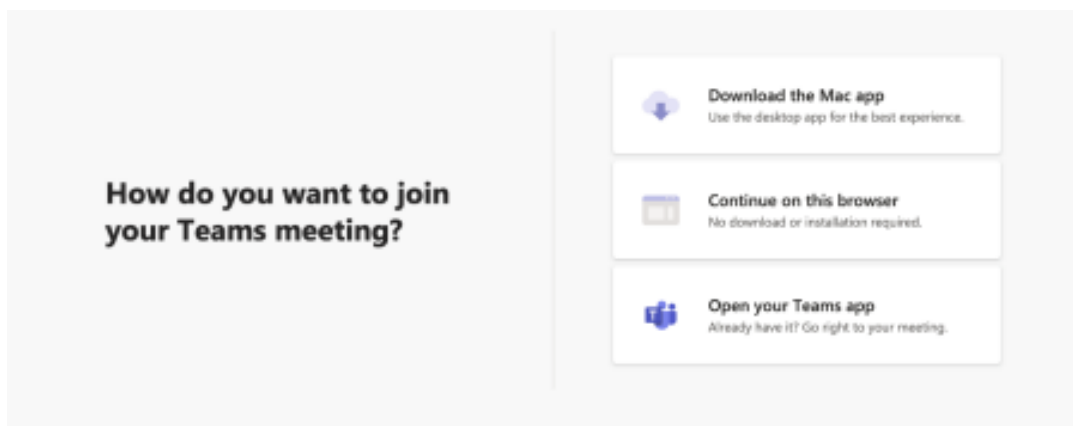 How do you want to join
your Teams meeting?
Download the Mac app
Use the desktop app for the best experience.
Continue on this browser
No download or installation required.
Open your Teams app
Already have it? Go right to your meeting.